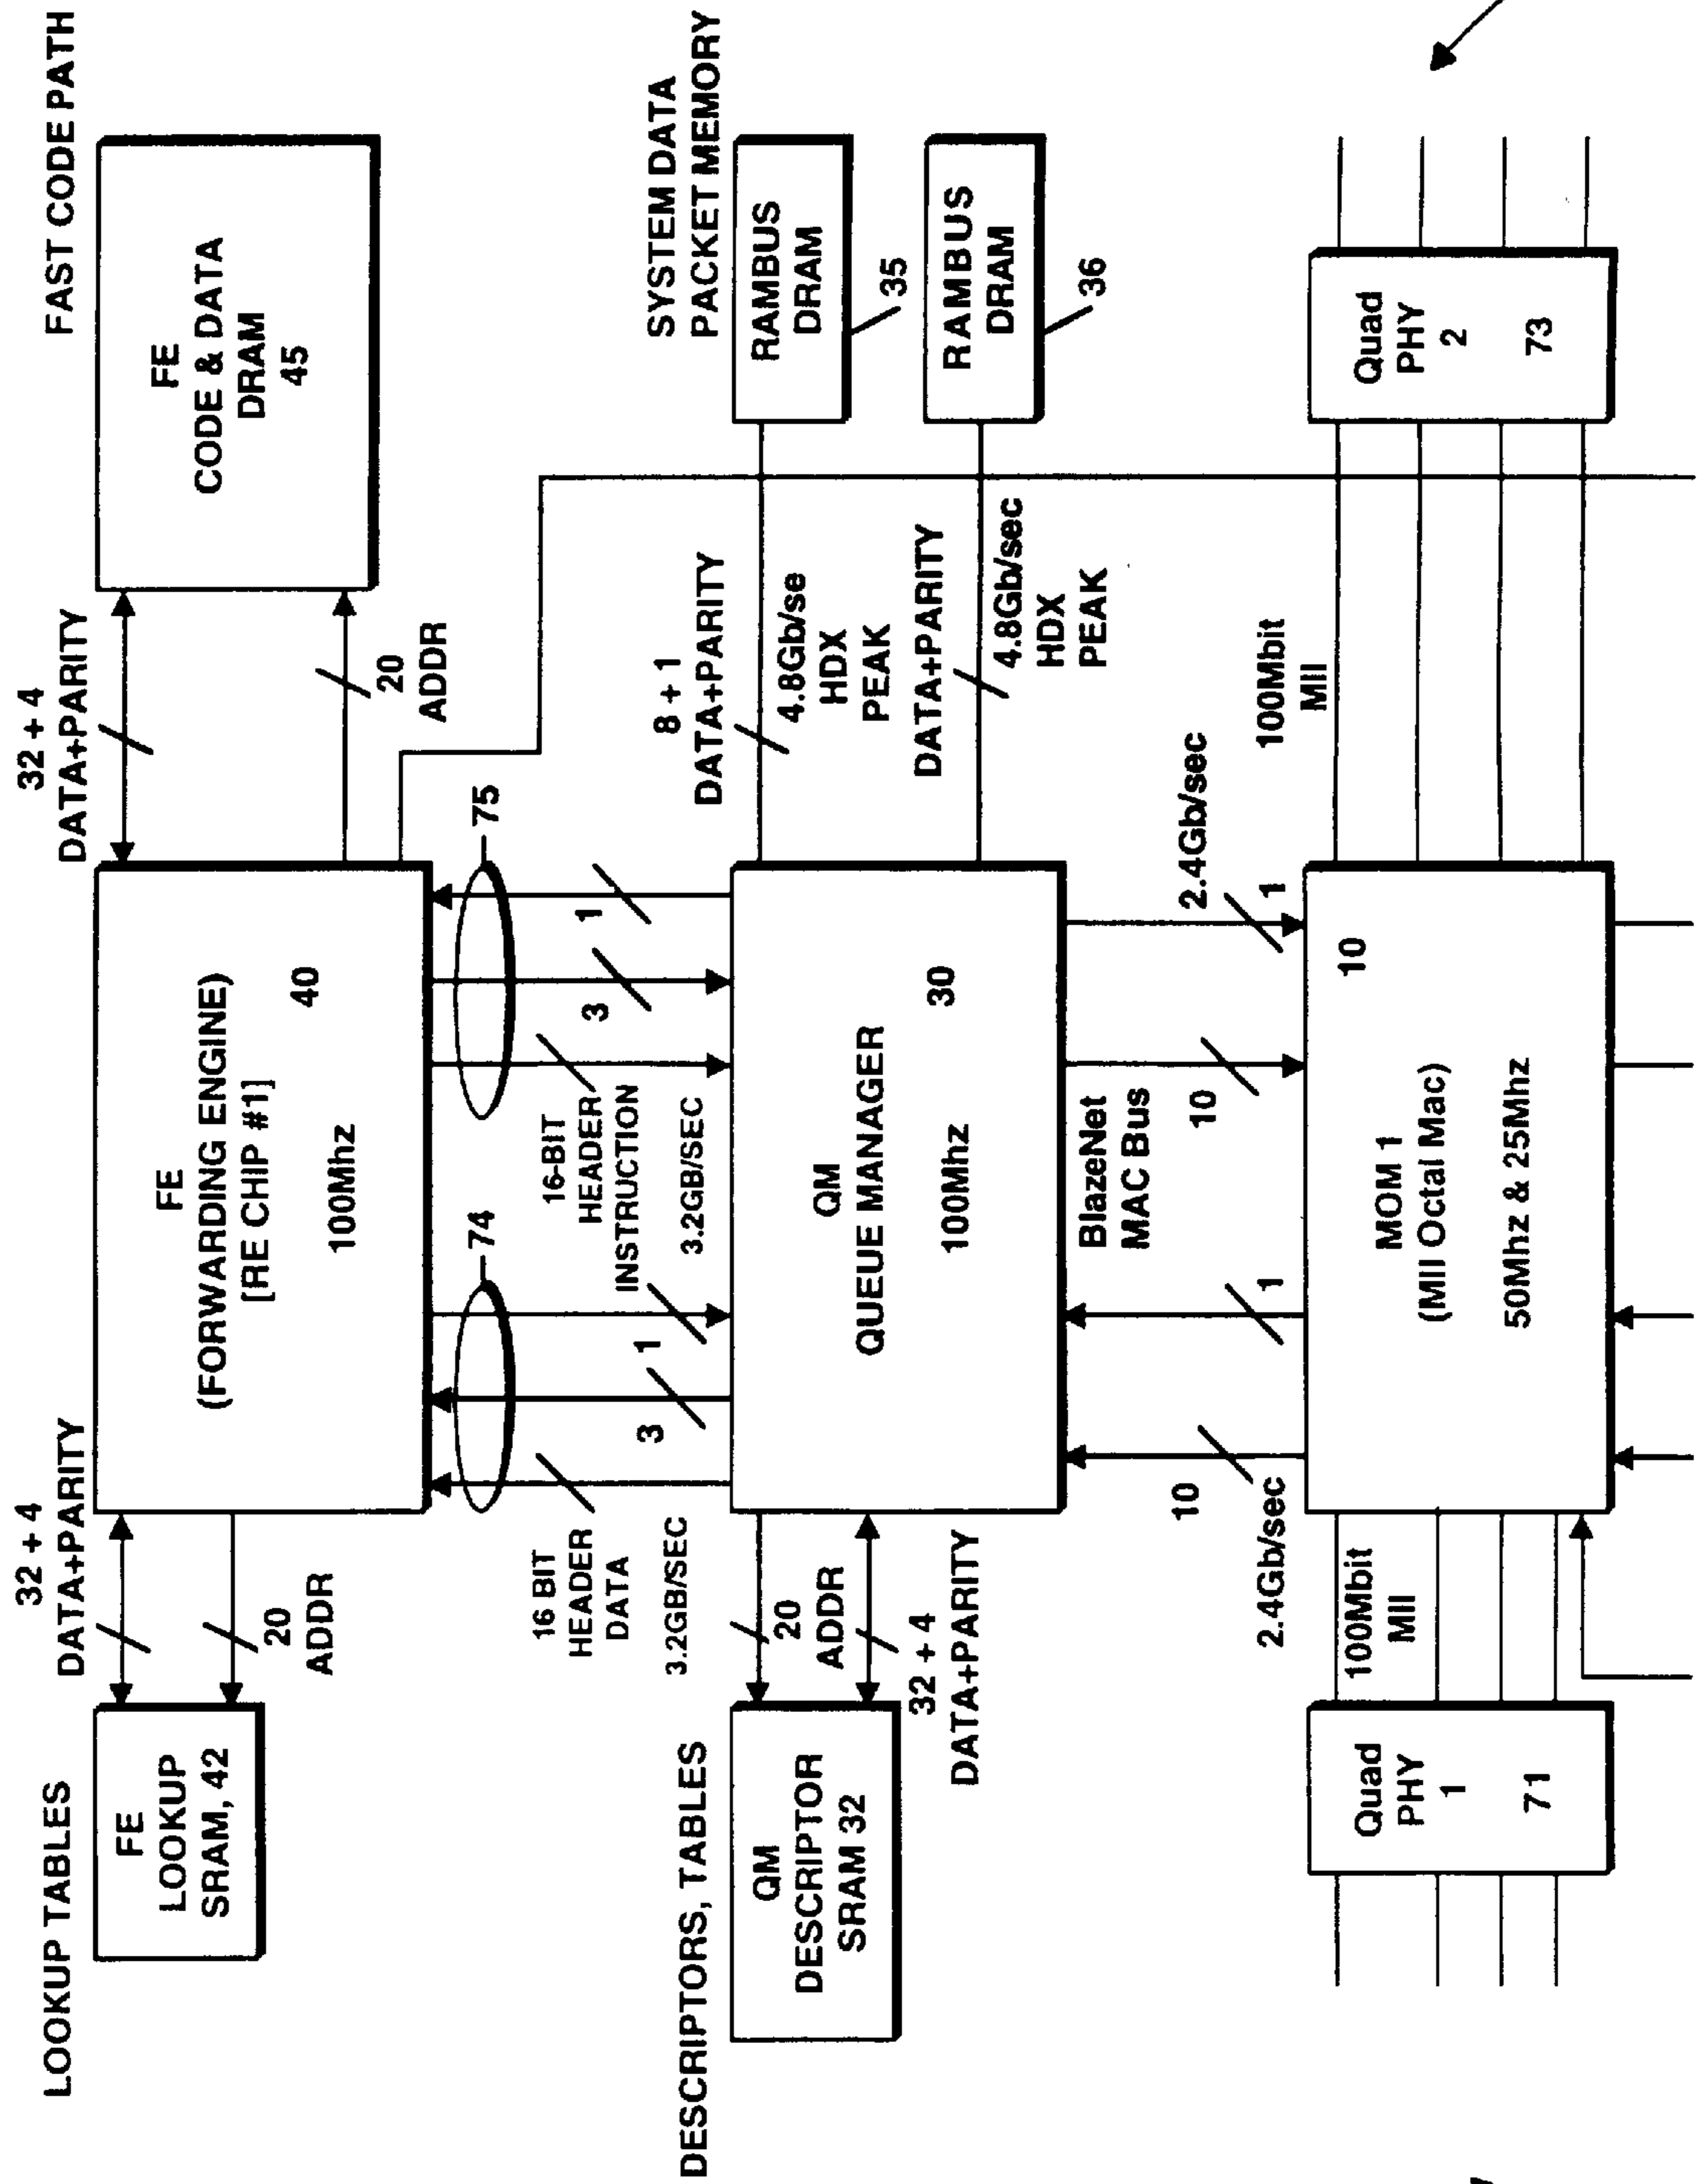 LOOKUP TABLES
FE
LOOKUP
SRAM, 42
32 + 4
DATA+PARITY
20
ADDR
FE
(FORWARDING ENGINE)
[RE CHIP #1]
40
100Mhz
32 + 4
DATA+PARITY
20
ADDR
FAST CODE PATH
FE
CODE & DATA
DRAM
45
16 BIT
HEADER
DATA
3.2GB/SEC
3
1
74
16-BIT
HEADER
INSTRUCTION
3.2GB/SEC
3
1
75
DESCRIPTORS, TABLES
QM
DESCRIPTOR
SRAM 32
20
ADDR
32 + 4
DATA+PARITY
QM
QUEUE MANAGER
30
100Mhz
8 + 1
DATA+PARITY
4.8Gb/se
HDX
PEAK
DATA+PARITY
4.8Gb/sec
HDX
PEAK
SYSTEM DATA
PACKET MEMORY
RAMBUS
DRAM
35
RAMBUS
DRAM
36
10
2.4Gb/sec
1
BlazeNet
MAC Bus
10
2.4Gb/sec
1
Quad
PHY
1
71
100Mbit
MII
MOM 1
(MII Octal Mac)
10
50Mhz & 25Mhz
100Mbit
MII
Quad
PHY
2
73